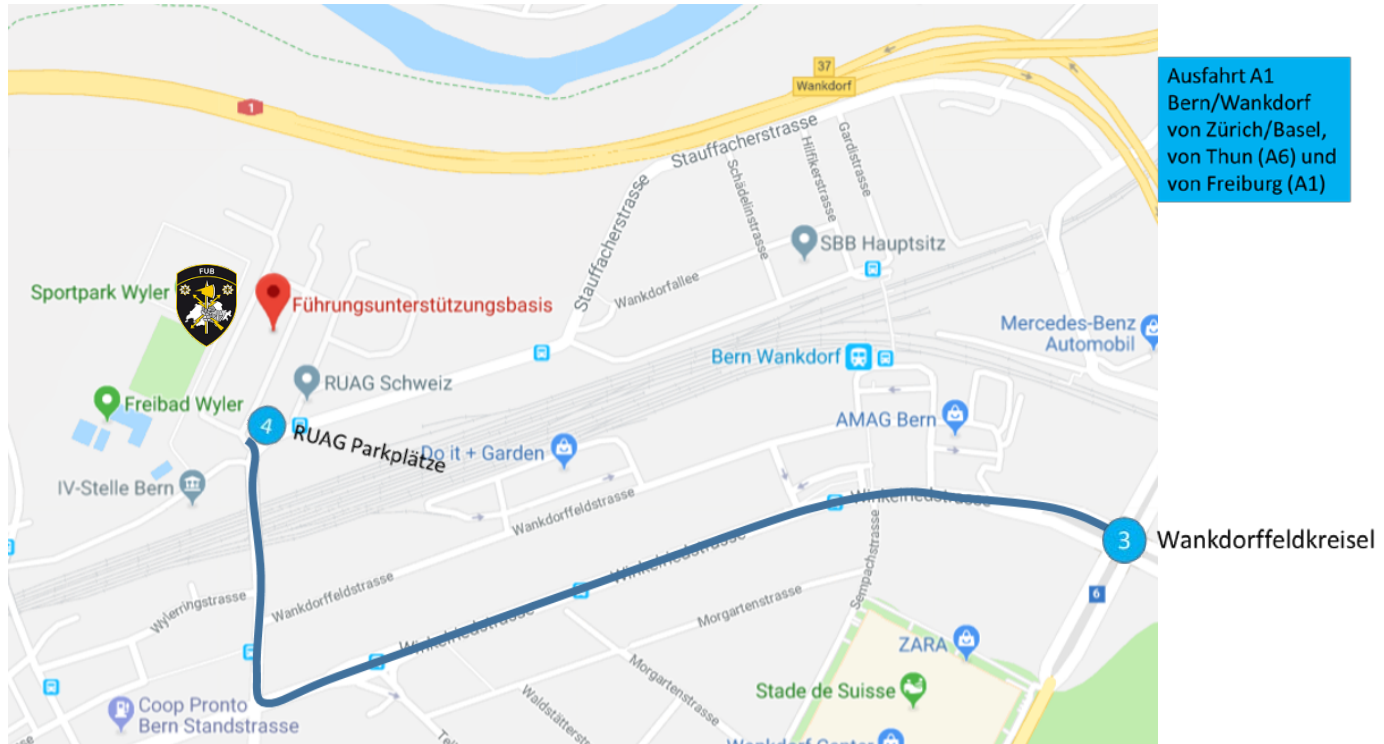 37
Wankdorf
1
Ausfahrt A1
Bern/Wankdorf
von Zürich/Basel,
von Thun (A6) und
von Freiburg (A1)
Stauffacherstrasse
Gardistrasse
Hilfikerstrasse
Schädelinstrasse
Stauffacherstrasse
SBB Hauptsitz
FUB
Sportpark Wyler
Führungsunterstützungsbasis
Wankdorfallee
Mercedes-Benz
Automobil
Bern Wankdorf
RUAG Schweiz
Freibad Wyler
4
RUAG Parkplätze
AMAG Bern
Do it + Garden
IV-Stelle Bern
Wankdorffeldstrasse
Winkelriedstrasse
3
Wankdorffeldkreisel
Winkelriedstrasse
Sempachstrasse
Wankdorffeldstrasse
Wylerringstrasse
6
Morgartenstrasse
Winkelriedstrasse
ZARA
Morgartenstrasse
Stade de Suisse
Coop Pronto
Bern Standstrasse
Wankdorf Center